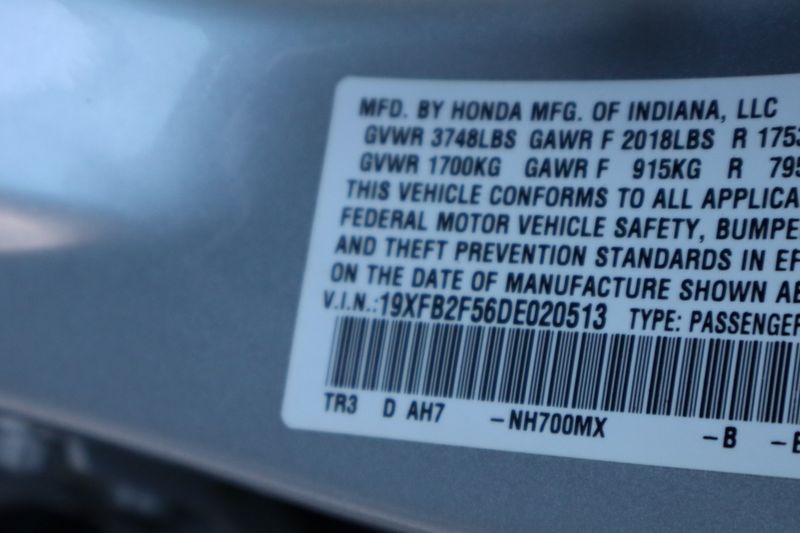 MFD. BY HONDA MFG. OF INDIANA, LLC
GVWR 3748LBS GAWR F 2018LBS R 1753
GVWR 1700KG GAWR F 915KG R 795
THIS VEHICLE CONFORMS TO ALL APPLICA
FEDERAL MOTOR VEHICLE SAFETY, BUMPE
AND THEFT PREVENTION STANDARDS IN EF
ON THE DATE OF MANUFACTURE SHOWN AB
V.I.N.:19XFB2F56DE020513 TYPE: PASSENGER
TR3 D AH7 -NH700MX -B -E